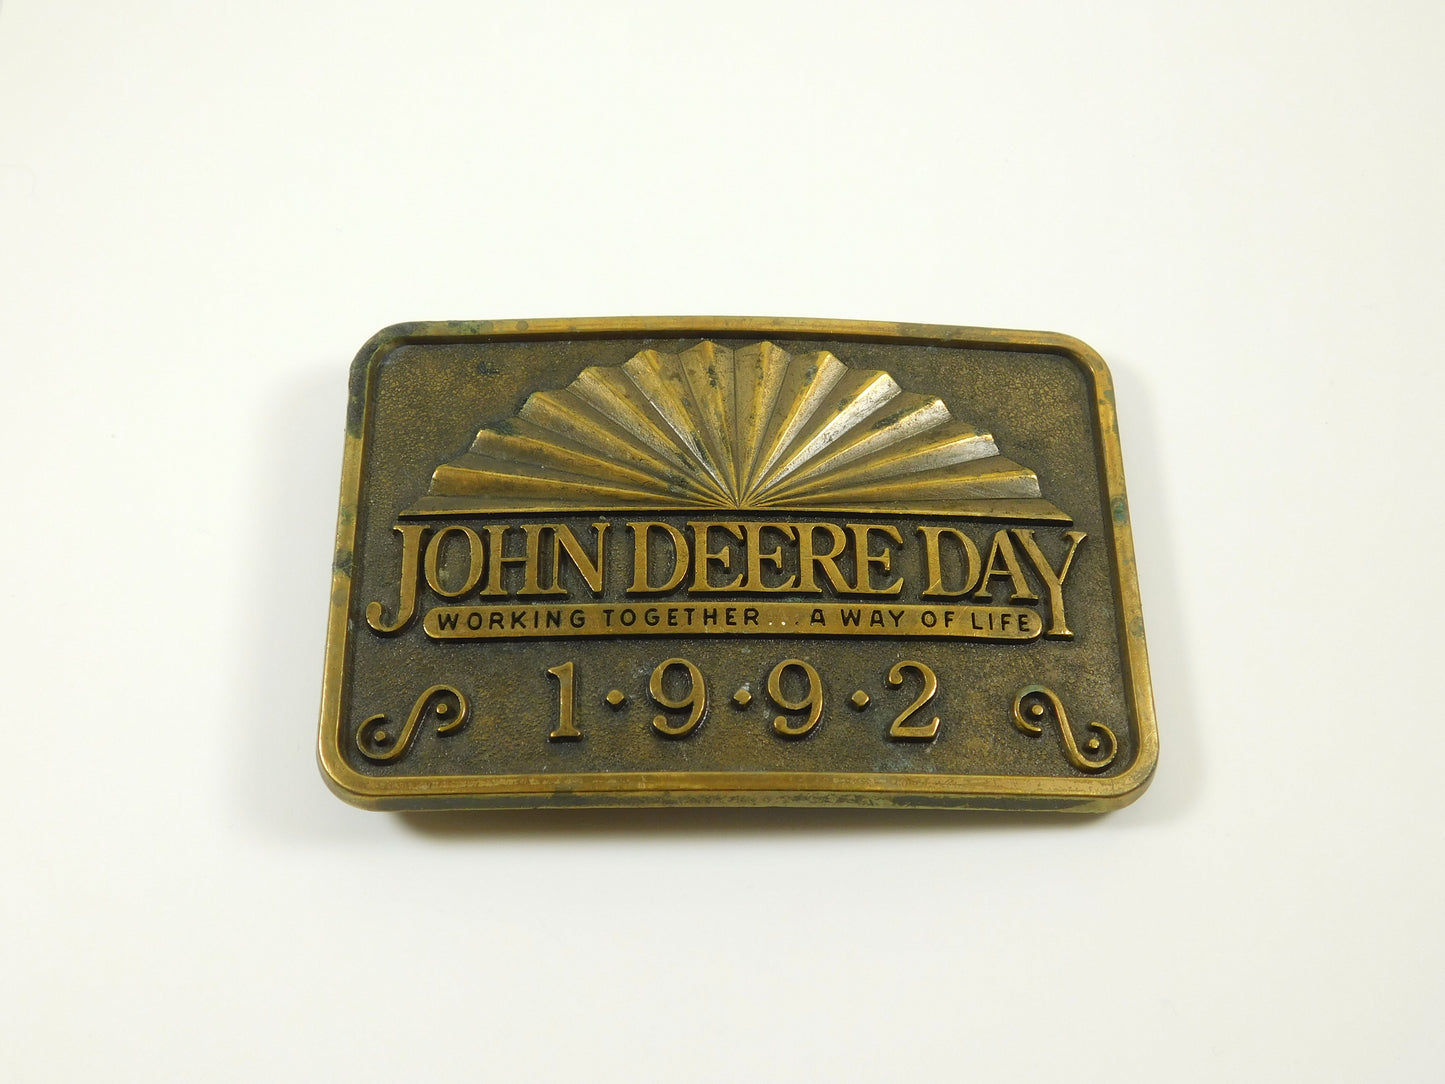 JOHN DEERE DAY
WORKING TOGETHER...A WAY OF LIFE
1·9·9·2